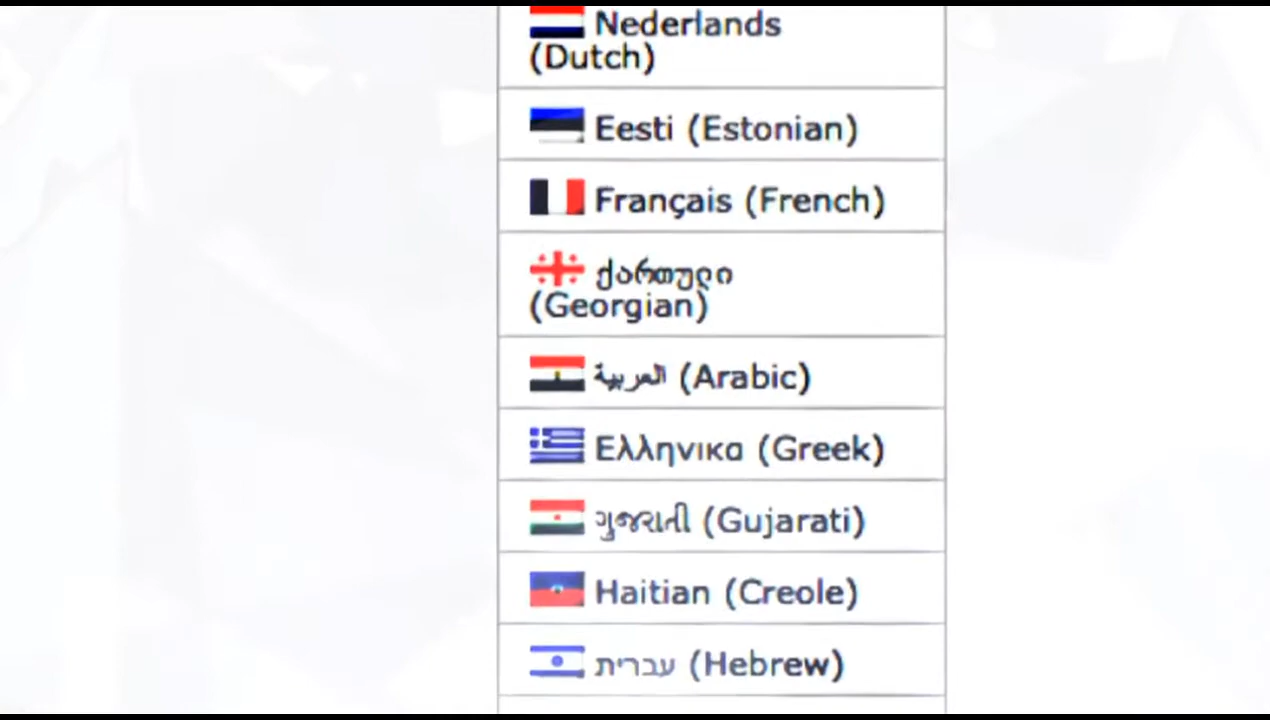 Nederlands
(Dutch)
Eesti (Estonian)
Français (French)
ქართული
(Georgian)
العربية (Arabic)
Ελληνικα (Greek)
ગુજરાતી (Gujarati)
Haitian (Creole)
עברית (Hebrew)